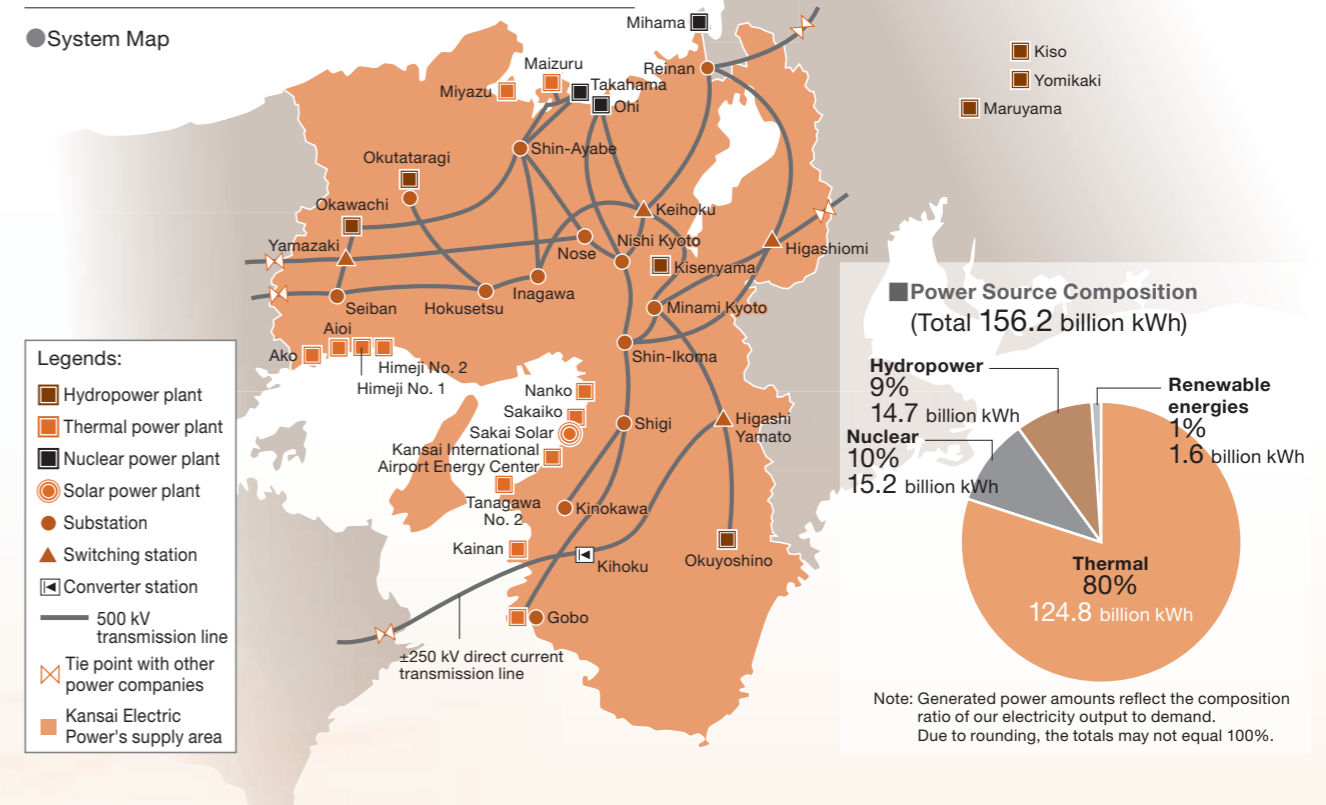 System Map
Mihama
Reinan
Maizuru
Miyazu
Takahama
Ohi
Kiso
Yomikaki
Maruyama
Shin-Ayabe
Okutataragi
Okawachi
Keihoku
Yamazaki
Nose
Nishi Kyoto
Kisenyama
Higashiomi
Seiban
Hokusetsu
Inagawa
Minami Kyoto
Shin-Ikoma
Aioi
Ako
Himeji No. 2
Himeji No. 1
Nanko
Sakaiko
Sakai Solar
Kansai International
Airport Energy Center
Tanagawa
No. 2
Shigi
Higashi
Yamato
Kinokawa
Kainan
Kihoku
Okuyoshino
Gobo
±250 kV direct current
transmission line
Legends:
Hydropower plant
Thermal power plant
Nuclear power plant
Solar power plant
Substation
Switching station
Converter station
500 kV
transmission line
Tie point with other
power companies
Kansai Electric
Power's supply area
Power Source Composition
(Total 156.2 billion kWh)
Hydropower
9%
14.7 billion kWh
Nuclear
10%
15.2 billion kWh
Renewable
energies
1%
1.6 billion kWh
Thermal
80%
124.8 billion kWh
Note: Generated power amounts reflect the composition
ratio of our electricity output to demand.
Due to rounding, the totals may not equal 100%.